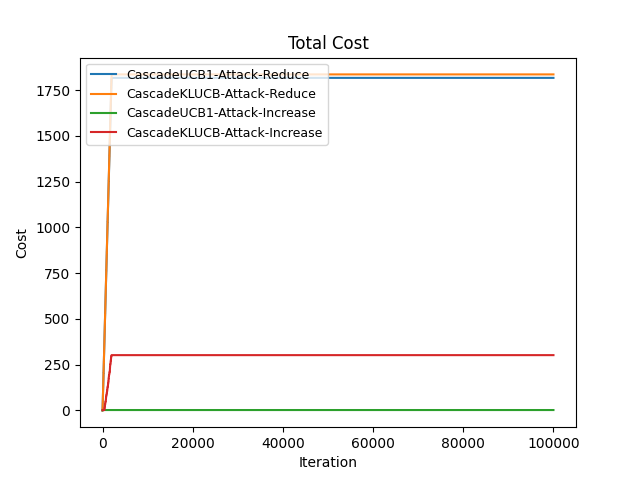 Total Cost
CascadeUCB1-Attack-Reduce
CascadeKLUCB-Attack-Reduce
CascadeUCB1-Attack-Increase
CascadeKLUCB-Attack-Increase
1750
1500
1250
1000
750
500
250
0
Cost
0 20000 40000 60000 80000 100000
Iteration